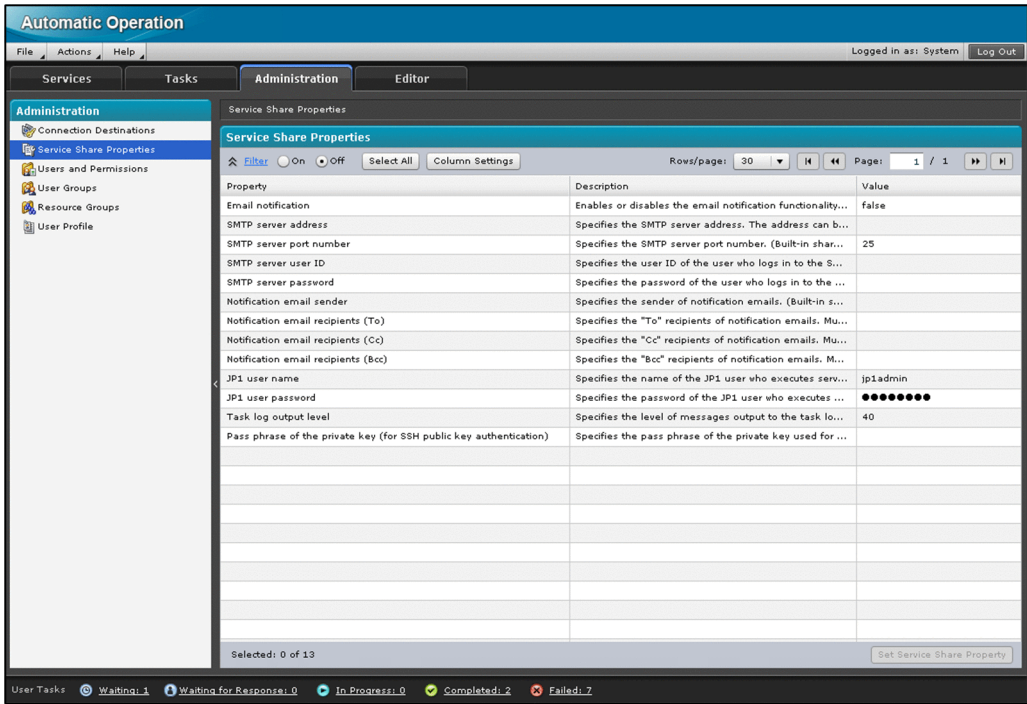 Automatic Operation
File Actions Help Logged in as: System Log Out
Services Tasks Administration Editor
Administration
Connection Destinations
Service Share Properties
Users and Permissions
User Groups
Resource Groups
User Profile
Service Share Properties
Service Share Properties
Filter On Off Select All Column Settings Rows/page: 30 Page: 1 / 1
Property Description Value
Email notification Enables or disables the email notification functionality... false
SMTP server address Specifies the SMTP server address. The address can b...
SMTP server port number Specifies the SMTP server port number. (Built-in shar... 25
SMTP server user ID Specifies the user ID of the user who logs in to the S...
SMTP server password Specifies the password of the user who logs in to the ...
Notification email sender Specifies the sender of notification emails. (Built-in s...
Notification email recipients (To) Specifies the "To" recipients of notification emails. Mu...
Notification email recipients (Cc) Specifies the "Cc" recipients of notification emails. Mu...
Notification email recipients (Bcc) Specifies the "Bcc" recipients of notification emails. M...
JP1 user name Specifies the name of the JP1 user who executes serv... jp1admin
JP1 user password Specifies the password of the JP1 user who executes ... ●●●●●●●●
Task log output level Specifies the level of messages output to the task lo... 40
Pass phrase of the private key (for SSH public key authentication) Specifies the pass phrase of the private key used for ...
Selected: 0 of 13 Set Service Share Property
User Tasks Waiting: 1 Waiting for Response: 0 In Progress: 0 Completed: 2 Failed: 7